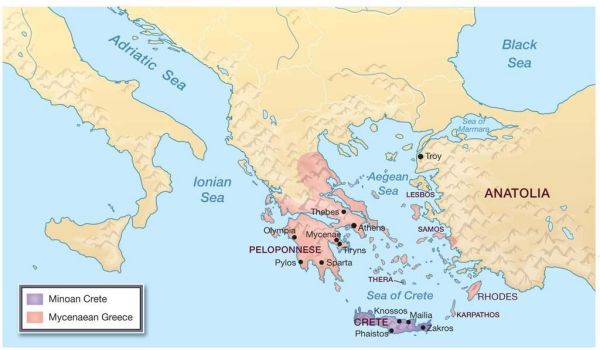 Adriatic Sea
Black
Sea
Sea of
Marmara
Troy
Ionian
Sea
Aegean
Sea
LESBOS
ANATOLIA
Thebes
Olympia
Athens
SAMOS
Mycenae
Tiryns
PELOPONNESE
Pylos
Sparta
THERA
RHODES
Sea of Crete
KARPATHOS
Knossos
Mailia
CRETE
Zakros
Phaistos
Minoan Crete
Mycenaean Greece